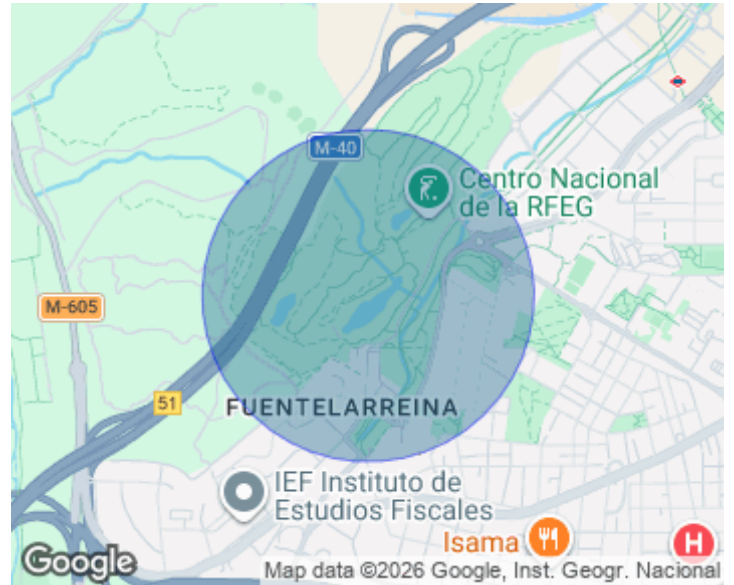 M-40
Centro Nacional
de la RFEG
M-605
51
FUENTELARREINA
IEF Instituto de
Estudios Fiscales
Isama
H
Google
Map data ©2026 Google, Inst. Geogr. Nacional